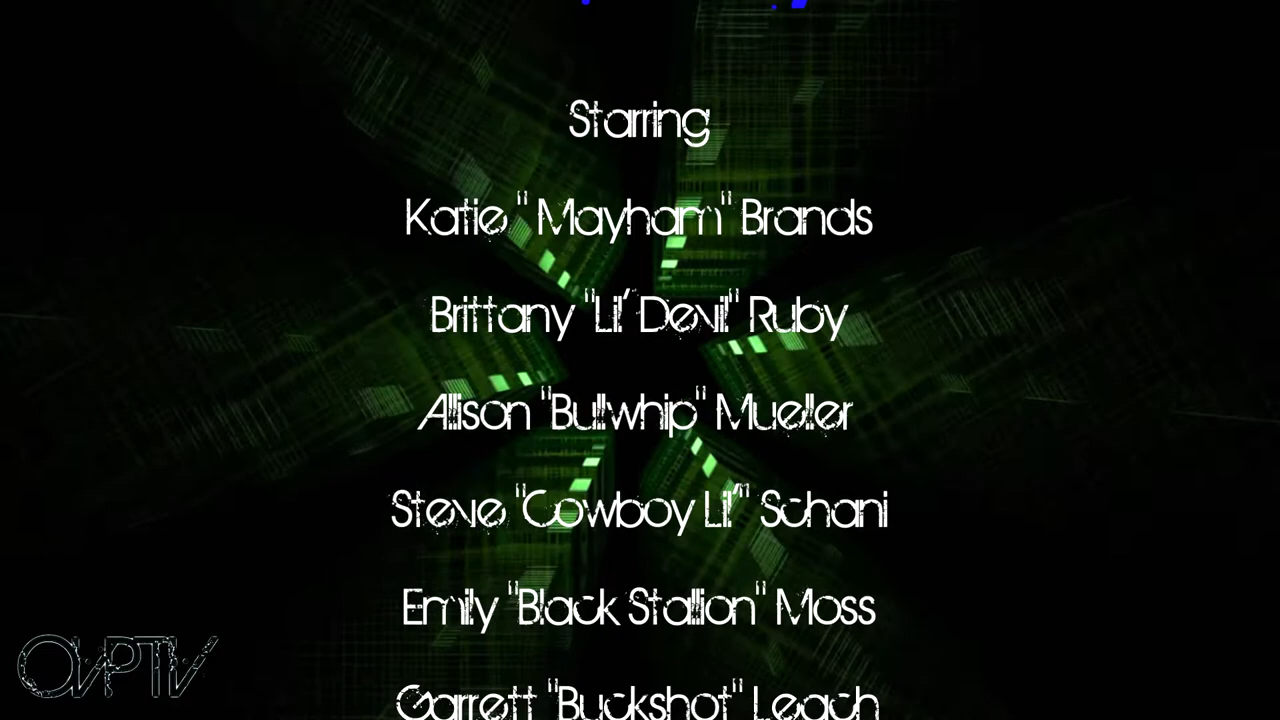 Starring
Katie "Mayham" Brands
Brittany "Lil' Devil" Ruby
Allison "Bullwhip" Mueller
Steve "Cowboy Lil'" Schani
Emily "Black Stallion" Moss
Garrett "Buckshot" Leach
OVPTV